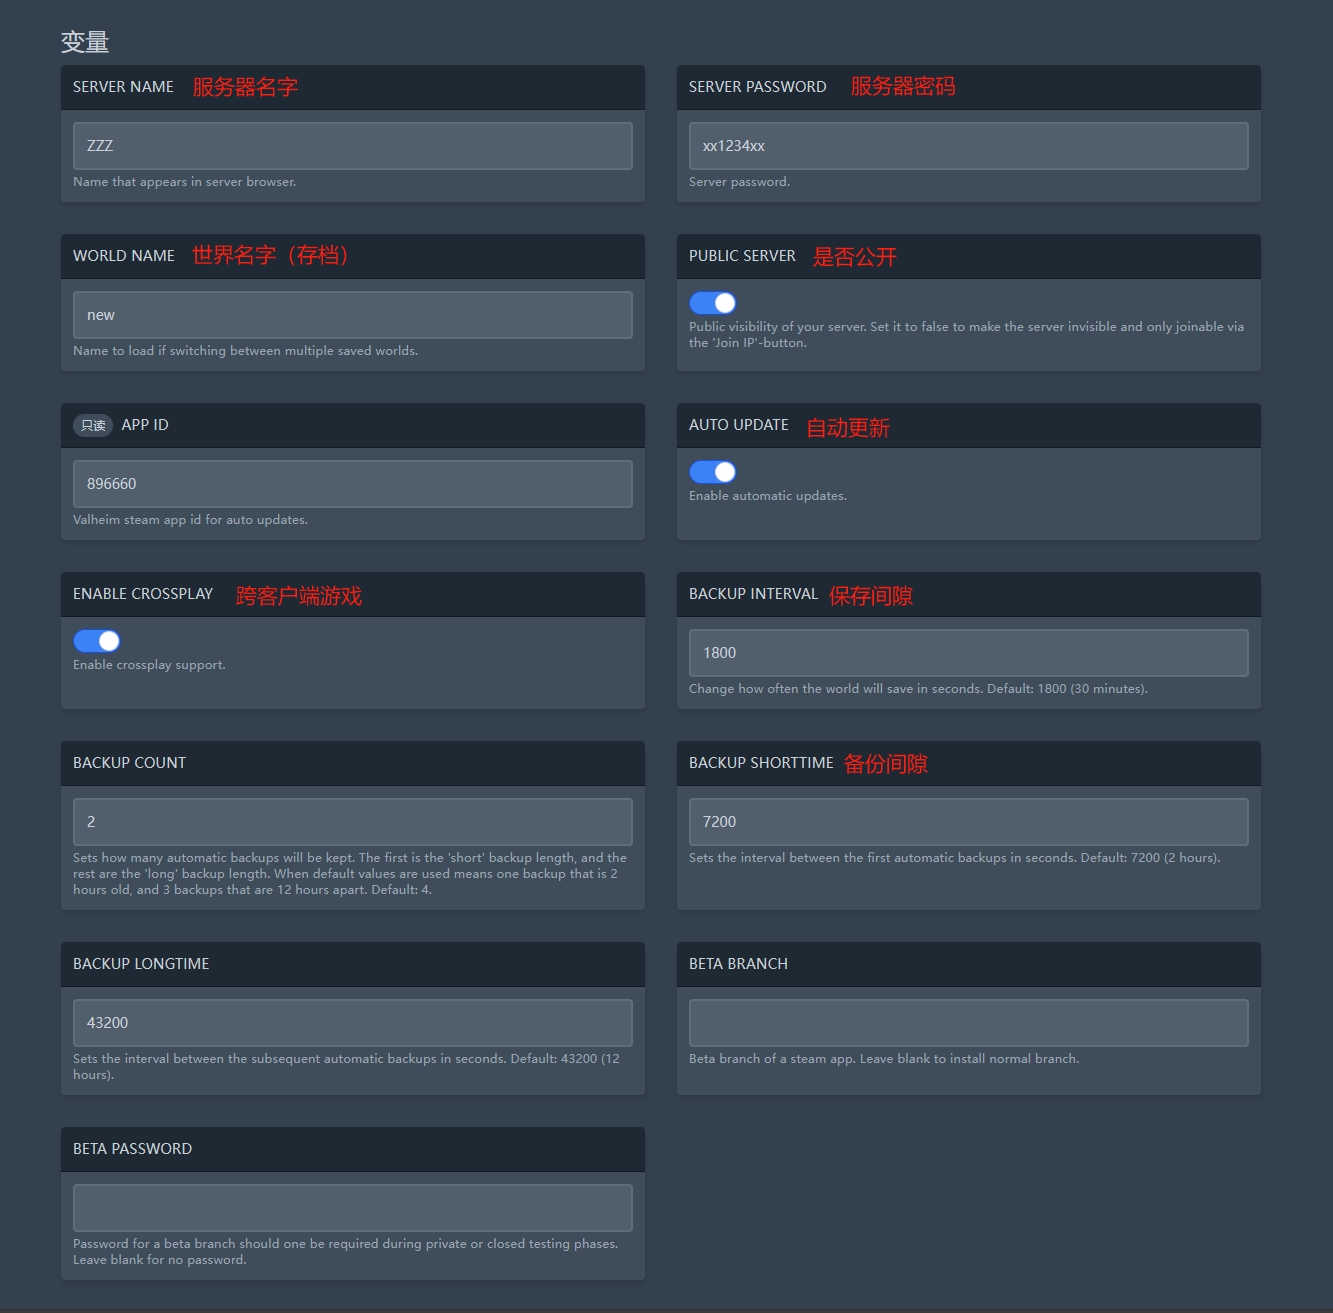 变量
SERVER NAME 服务器名字
ZZZ
Name that appears in server browser.
SERVER PASSWORD 服务器密码
xx1234xx
Server password.
WORLD NAME 世界名字（存档）
new
Name to load if switching between multiple saved worlds.
PUBLIC SERVER 是否公开
Public visibility of your server. Set it to false to make the server invisible and only joinable via
the 'Join IP'-button.
只读 APP ID
896660
Valheim steam app id for auto updates.
AUTO UPDATE 自动更新
Enable automatic updates.
ENABLE CROSSPLAY 跨客户端游戏
Enable crossplay support.
BACKUP INTERVAL 保存间隙
1800
Change how often the world will save in seconds. Default: 1800 (30 minutes).
BACKUP COUNT
2
Sets how many automatic backups will be kept. The first is the 'short' backup length, and the
rest are the 'long' backup length. When default values are used means one backup that is 2
hours old, and 3 backups that are 12 hours apart. Default: 4.
BACKUP SHORTTIME 备份间隙
7200
Sets the interval between the first automatic backups in seconds. Default: 7200 (2 hours).
BACKUP LONGTIME
43200
Sets the interval between the subsequent automatic backups in seconds. Default: 43200 (12
hours).
BETA BRANCH
Beta branch of a steam app. Leave blank to install normal branch.
BETA PASSWORD
Password for a beta branch should one be required during private or closed testing phases.
Leave blank for no password.